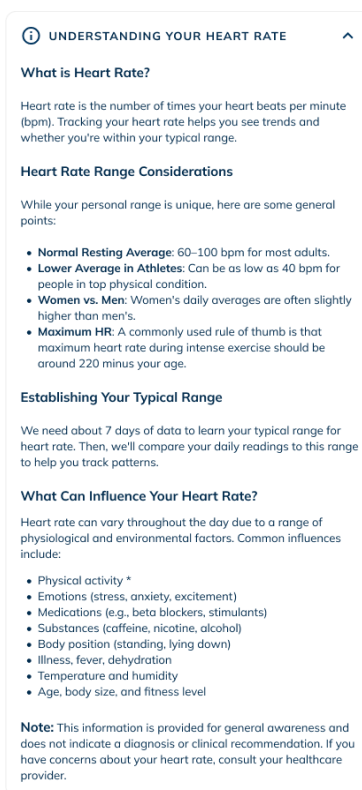 UNDERSTANDING YOUR HEART RATE
What is Heart Rate?
Heart rate is the number of times your heart beats per minute
(bpm). Tracking your heart rate helps you see trends and
whether you're within your typical range.
Heart Rate Range Considerations
While your personal range is unique, here are some general
points:
• Normal Resting Average: 60–100 bpm for most adults.
• Lower Average in Athletes: Can be as low as 40 bpm for
people in top physical condition.
• Women vs. Men: Women's daily averages are often slightly
higher than men's.
• Maximum HR: A commonly used rule of thumb is that
maximum heart rate during intense exercise should be
around 220 minus your age.
Establishing Your Typical Range
We need about 7 days of data to learn your typical range for
heart rate. Then, we'll compare your daily readings to this range
to help you track patterns.
What Can Influence Your Heart Rate?
Heart rate can vary throughout the day due to a range of
physiological and environmental factors. Common influences
include:
• Physical activity *
• Emotions (stress, anxiety, excitement)
• Medications (e.g., beta blockers, stimulants)
• Substances (caffeine, nicotine, alcohol)
• Body position (standing, lying down)
• Illness, fever, dehydration
• Temperature and humidity
• Age, body size, and fitness level
Note: This information is provided for general awareness and
does not indicate a diagnosis or clinical recommendation. If you
have concerns about your heart rate, consult your healthcare
provider.